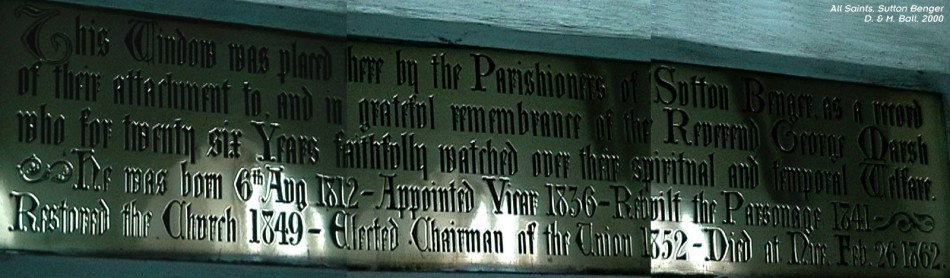 All Saints, Sutton Benger
D. & M. Ball, 2000
This Window was placed here by the Parishioners of Sutton Benger, as a record
of their attachment to, and in grateful remembrance of the Reverend George Marsh
who for twenty six Years faithfully watched over their spiritual and temporal Welfare.
He was born 6th Aug 1812 – Appointed Vicar 1836 – Rebuilt the Parsonage 1841 –
Restored the Church 1849 – Elected Chairman of the Union 1852 – Died at Nice, Feb. 26 1862.